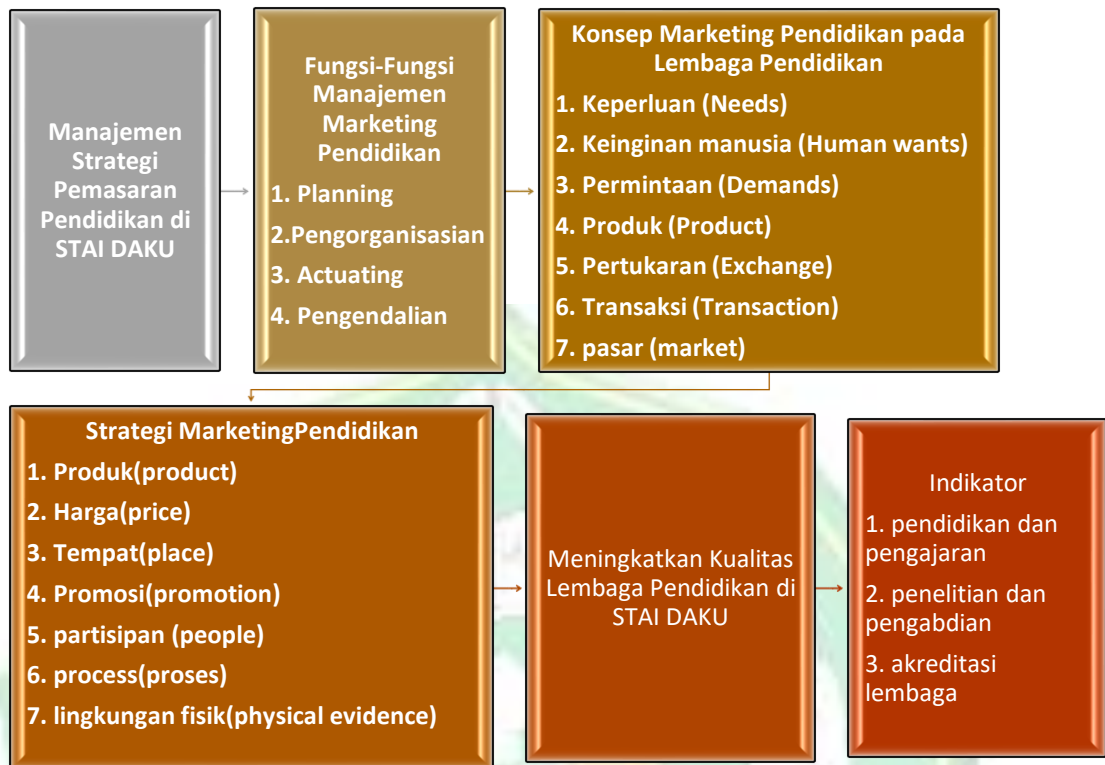 Manajemen
Strategi
Pemasaran
Pendidikan di
STAI DAKU
Fungsi-Fungsi
Manajemen
Marketing
Pendidikan
1. Planning
2.Pengorganisasian
3. Actuating
4. Pengendalian
Konsep Marketing Pendidikan pada
Lembaga Pendidikan
1. Keperluan (Needs)
2. Keinginan manusia (Human wants)
3. Permintaan (Demands)
4. Produk (Product)
5. Pertukaran (Exchange)
6. Transaksi (Transaction)
7. pasar (market)
Strategi MarketingPendidikan
1. Produk(product)
2. Harga(price)
3. Tempat(place)
4. Promosi(promotion)
5. partisipan (people)
6. process(proses)
7. lingkungan fisik(physical evidence)
Meningkatkan Kualitas
Lembaga Pendidikan di
STAI DAKU
Indikator
1. pendidikan dan
pengajaran
2. penelitian dan
pengabdian
3. akreditasi
lembaga